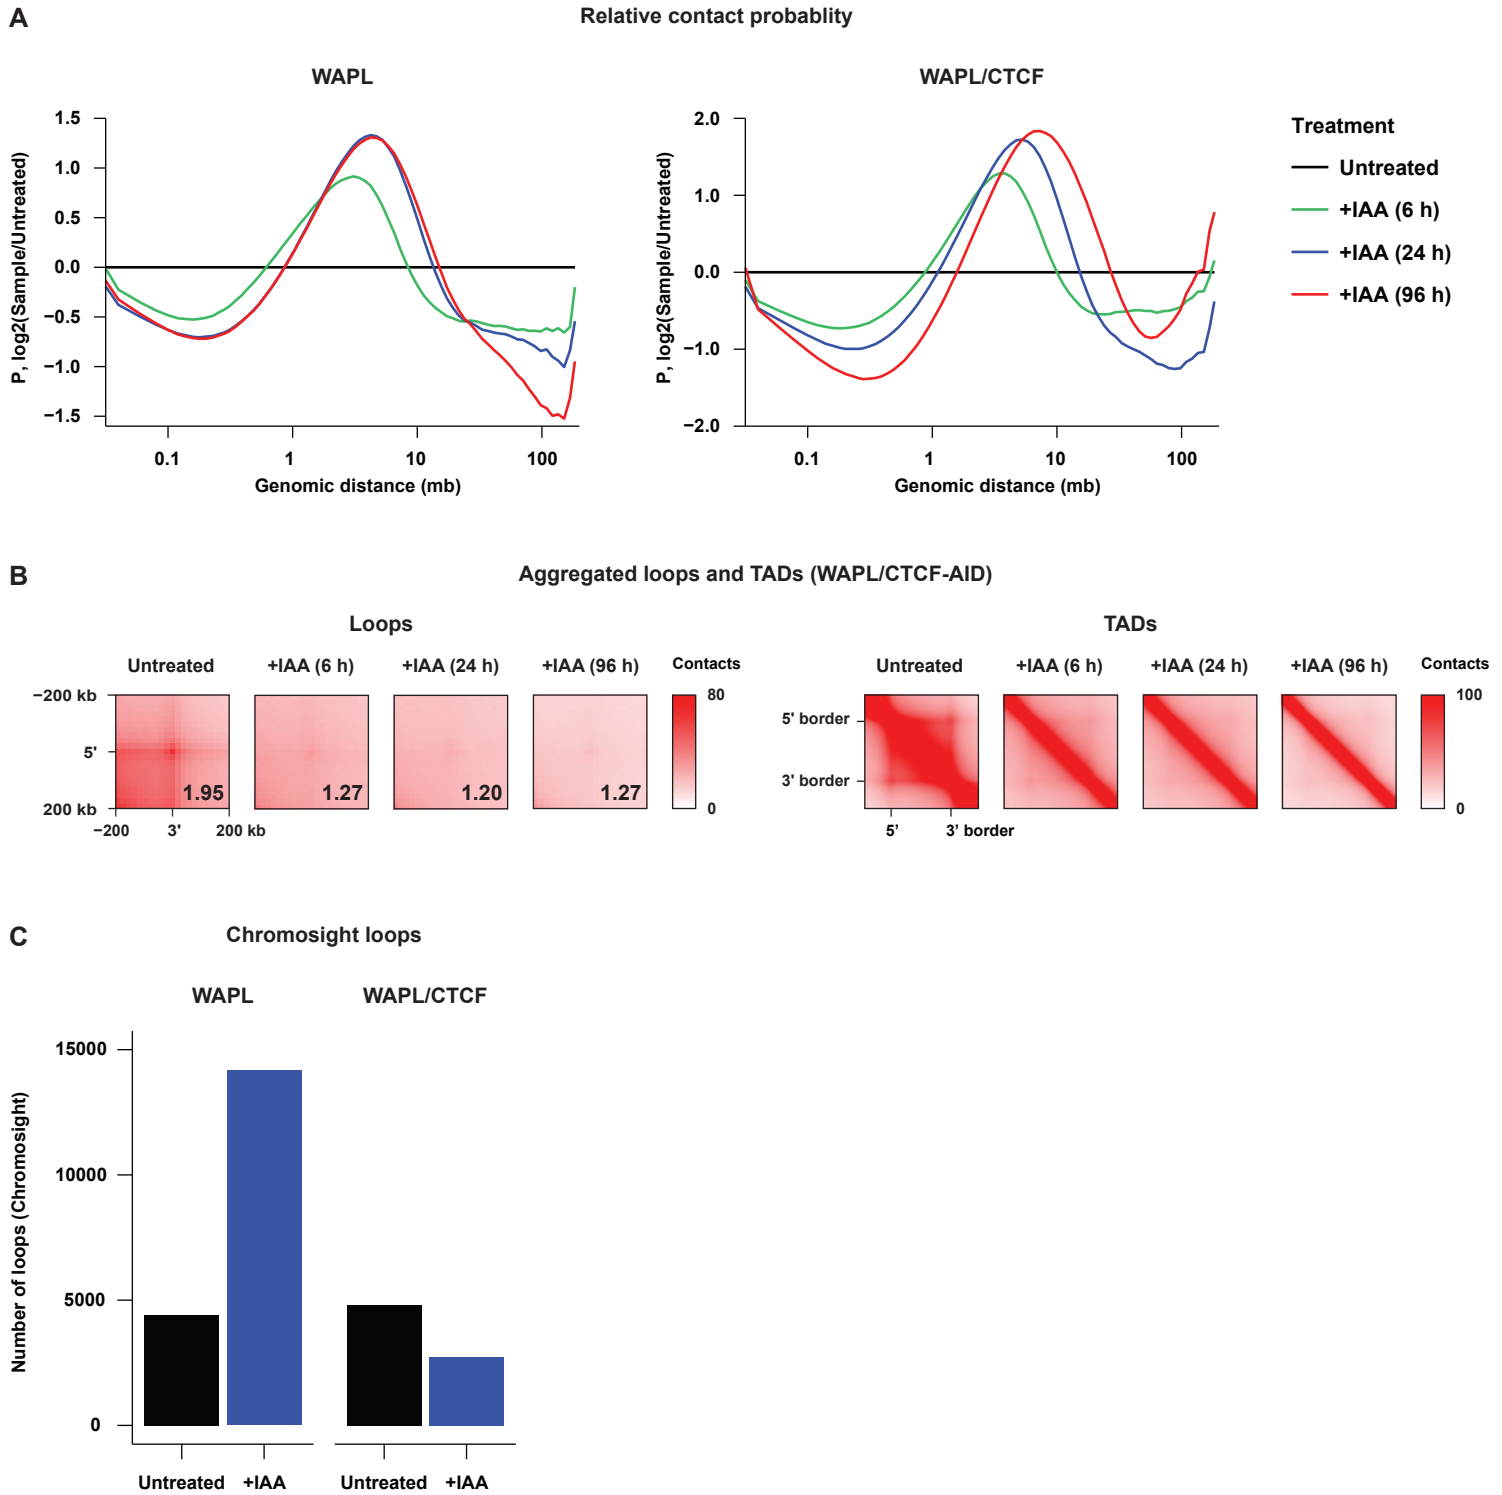 A
Relative contact probablity
WAPL
WAPL/CTCF
P, log2(Sample/Untreated)
1.5
1.0
0.5
0.0
−0.5
−1.0
−1.5
0.1
1
10
100
Genomic distance (mb)
P, log2(Sample/Untreated)
2.0
1.0
0.0
−1.0
−2.0
0.1
1
10
100
Genomic distance (mb)
Treatment
Untreated
+IAA (6 h)
+IAA (24 h)
+IAA (96 h)
B
Aggregated loops and TADs (WAPL/CTCF-AID)
Loops
Untreated
+IAA (6 h)
+IAA (24 h)
+IAA (96 h)
Contacts
−200 kb
5'
200 kb
1.95
1.27
1.20
1.27
80
0
−200
3'
200 kb
TADs
Untreated
+IAA (6 h)
+IAA (24 h)
+IAA (96 h)
Contacts
5' border
3' border
100
0
5’
3’ border
C
Chromosight loops
WAPL
WAPL/CTCF
Number of loops (Chromosight)
15000
10000
5000
0
Untreated
+IAA
Untreated
+IAA